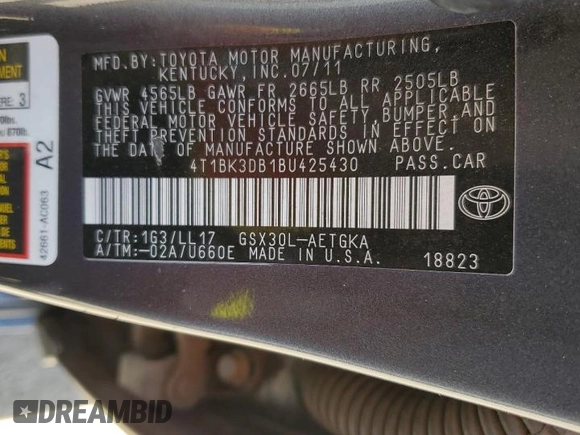 MFD.BY: TOYOTA MOTOR MANUFACTURING,
KENTUCKY, INC. 07/11
GVWR 4565LB GAWR FR 2665LB RR 2505LB
THIS VEHICLE CONFORMS TO ALL APPLICABLE
FEDERAL MOTOR VEHICLE SAFETY, BUMPER, AND
THEFT PREVENTION STANDARDS IN EFFECT ON
THE DATE OF MANUFACTURE SHOWN ABOVE.
4T1BK3DB1BU425430 PASS.CAR
C/TR: 1G3/LL17 GSX30L-AETGKA
A/TM: -02A/U660E MADE IN U.S.A.
18823
TOYOTA
A2
42661-AC063
3
DREAMBID